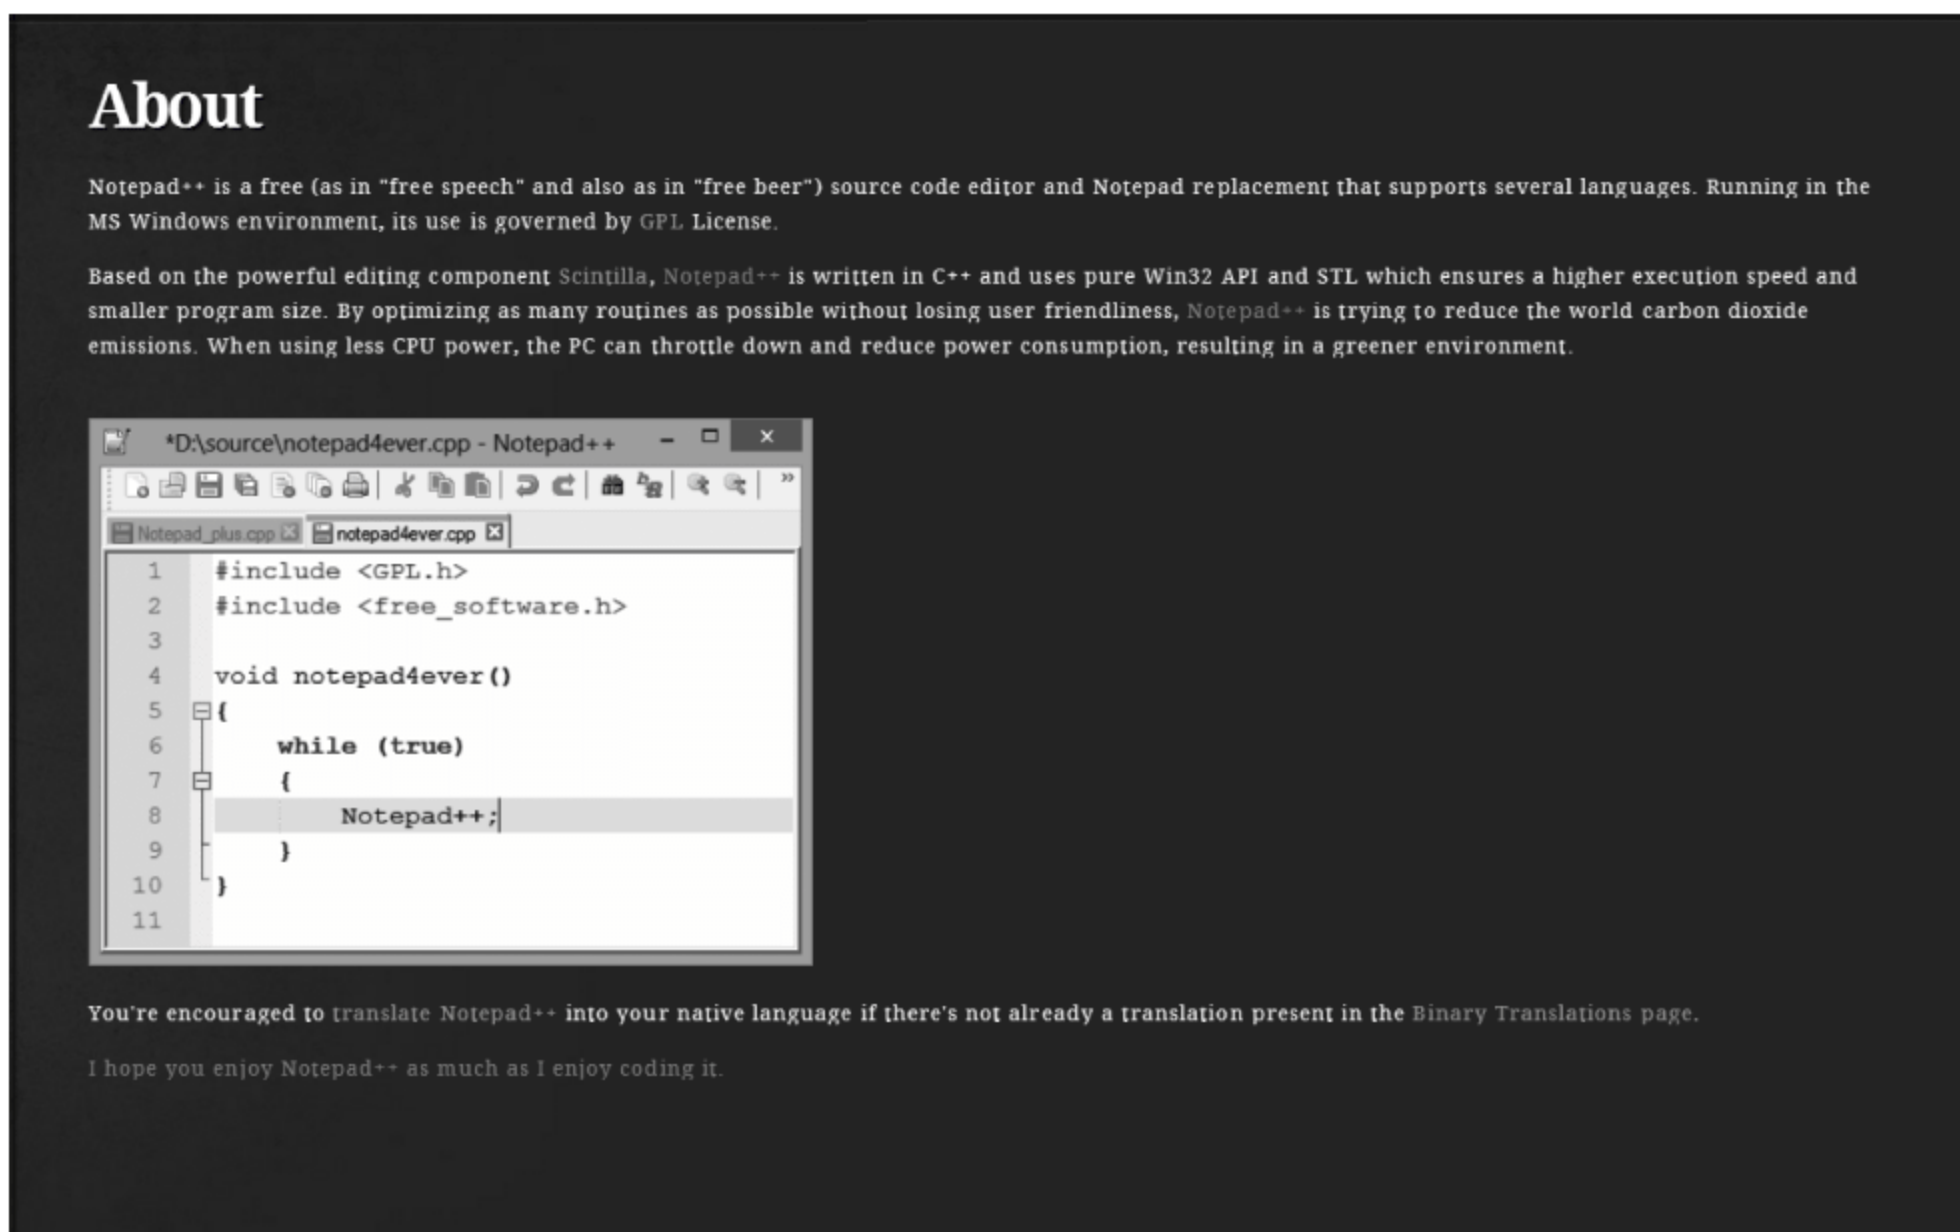 About
Notepad++ is a free (as in "free speech" and also as in "free beer") source code editor and Notepad replacement that supports several languages. Running in the
MS Windows environment, its use is governed by GPL License.
Based on the powerful editing component Scintilla, Notepad++ is written in C++ and uses pure Win32 API and STL which ensures a higher execution speed and
smaller program size. By optimizing as many routines as possible without losing user friendliness, Notepad++ is trying to reduce the world carbon dioxide
emissions. When using less CPU power, the PC can throttle down and reduce power consumption, resulting in a greener environment.
*D:\source\notepad4ever.cpp - Notepad++
Notepad_plus.cpp notepad4ever.cpp
1 #include <GPL.h>
2 #include <free_software.h>
3
4 void notepad4ever()
5 {
6 while (true)
7 {
8 Notepad++;
9 }
10 }
11
You're encouraged to translate Notepad++ into your native language if there's not already a translation present in the Binary Translations page.
I hope you enjoy Notepad++ as much as I enjoy coding it.